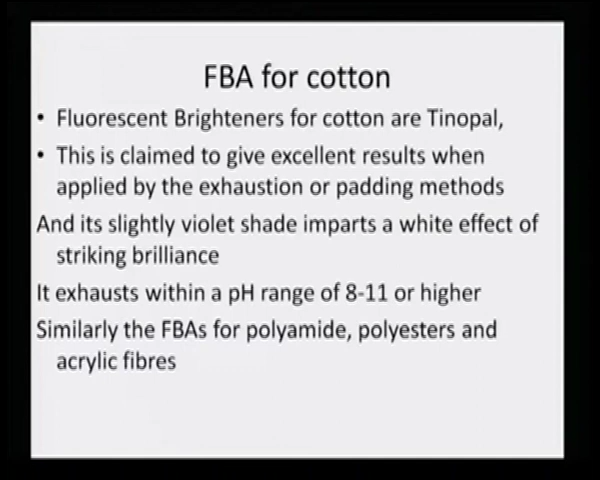 FBA for cotton
• Fluorescent Brighteners for cotton are Tinopal,
• This is claimed to give excellent results when
applied by the exhaustion or padding methods
And its slightly violet shade imparts a white effect of
striking brilliance
It exhausts within a pH range of 8-11 or higher
Similarly the FBAs for polyamide, polyesters and
acrylic fibres